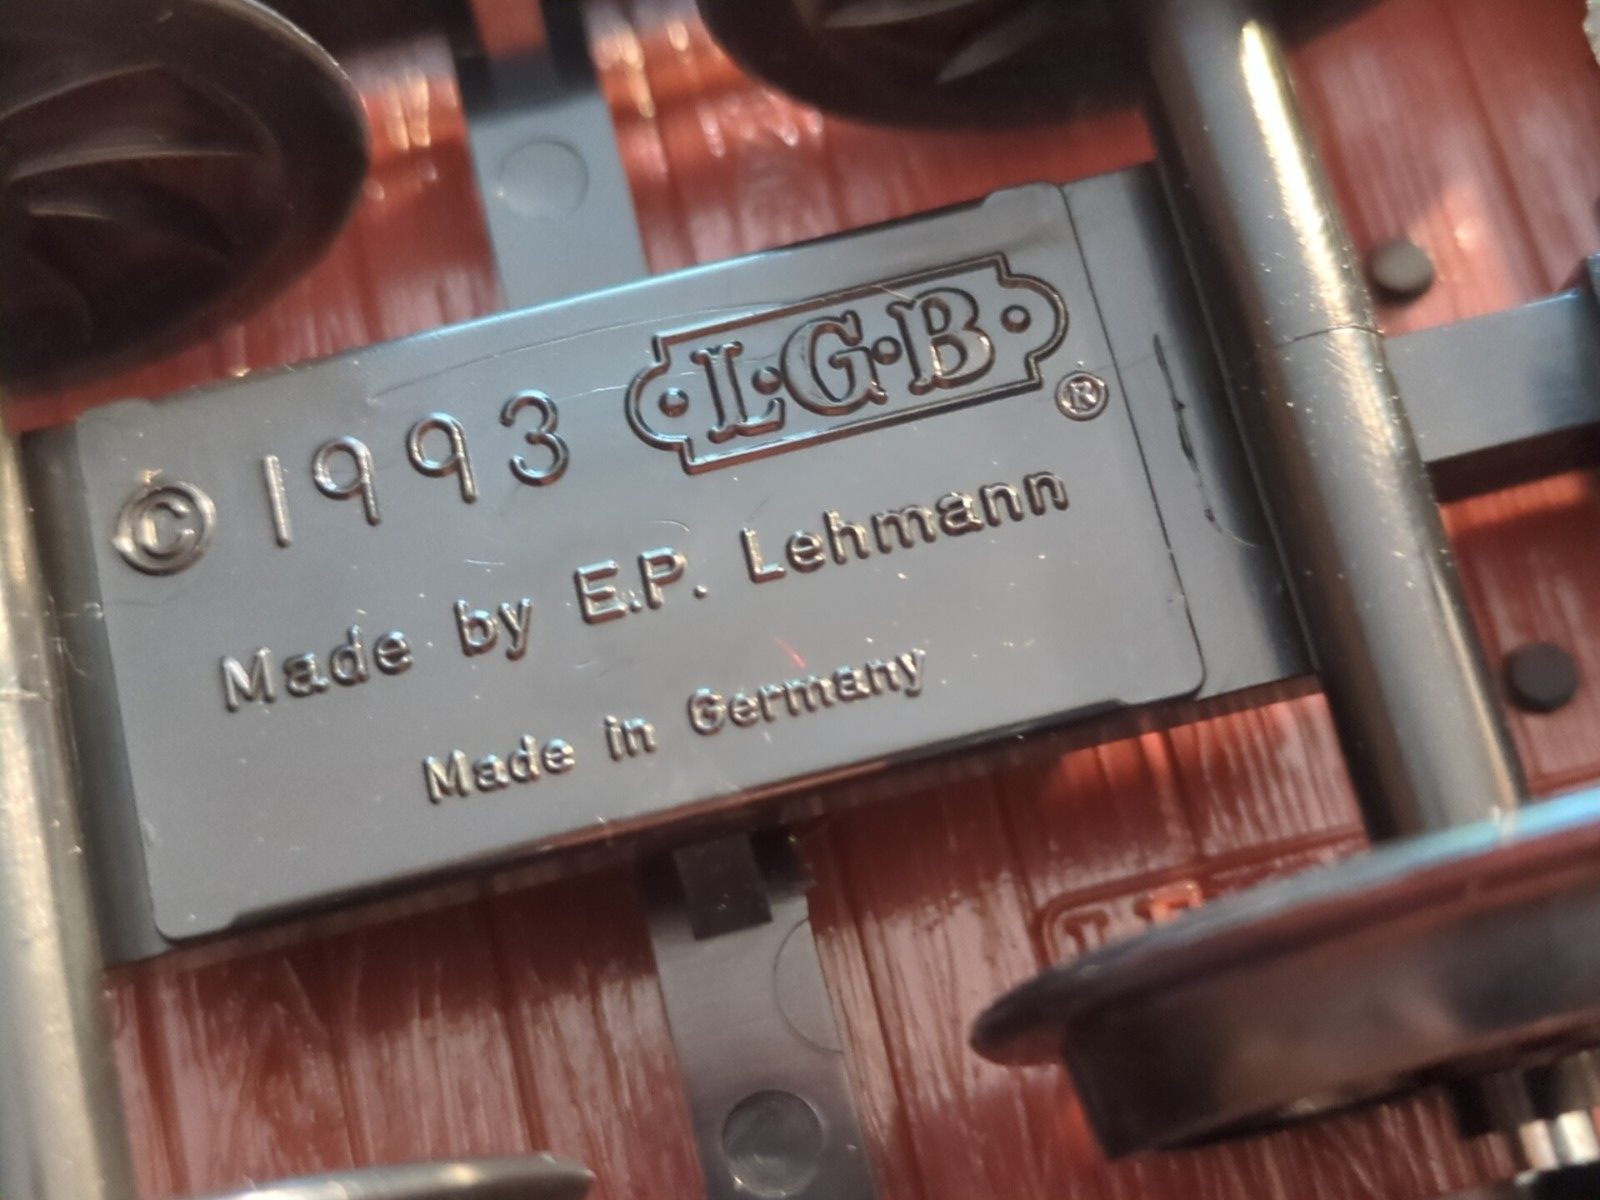 © 1993 L·G·B ®
Made by E.P. Lehmann
Made in Germany